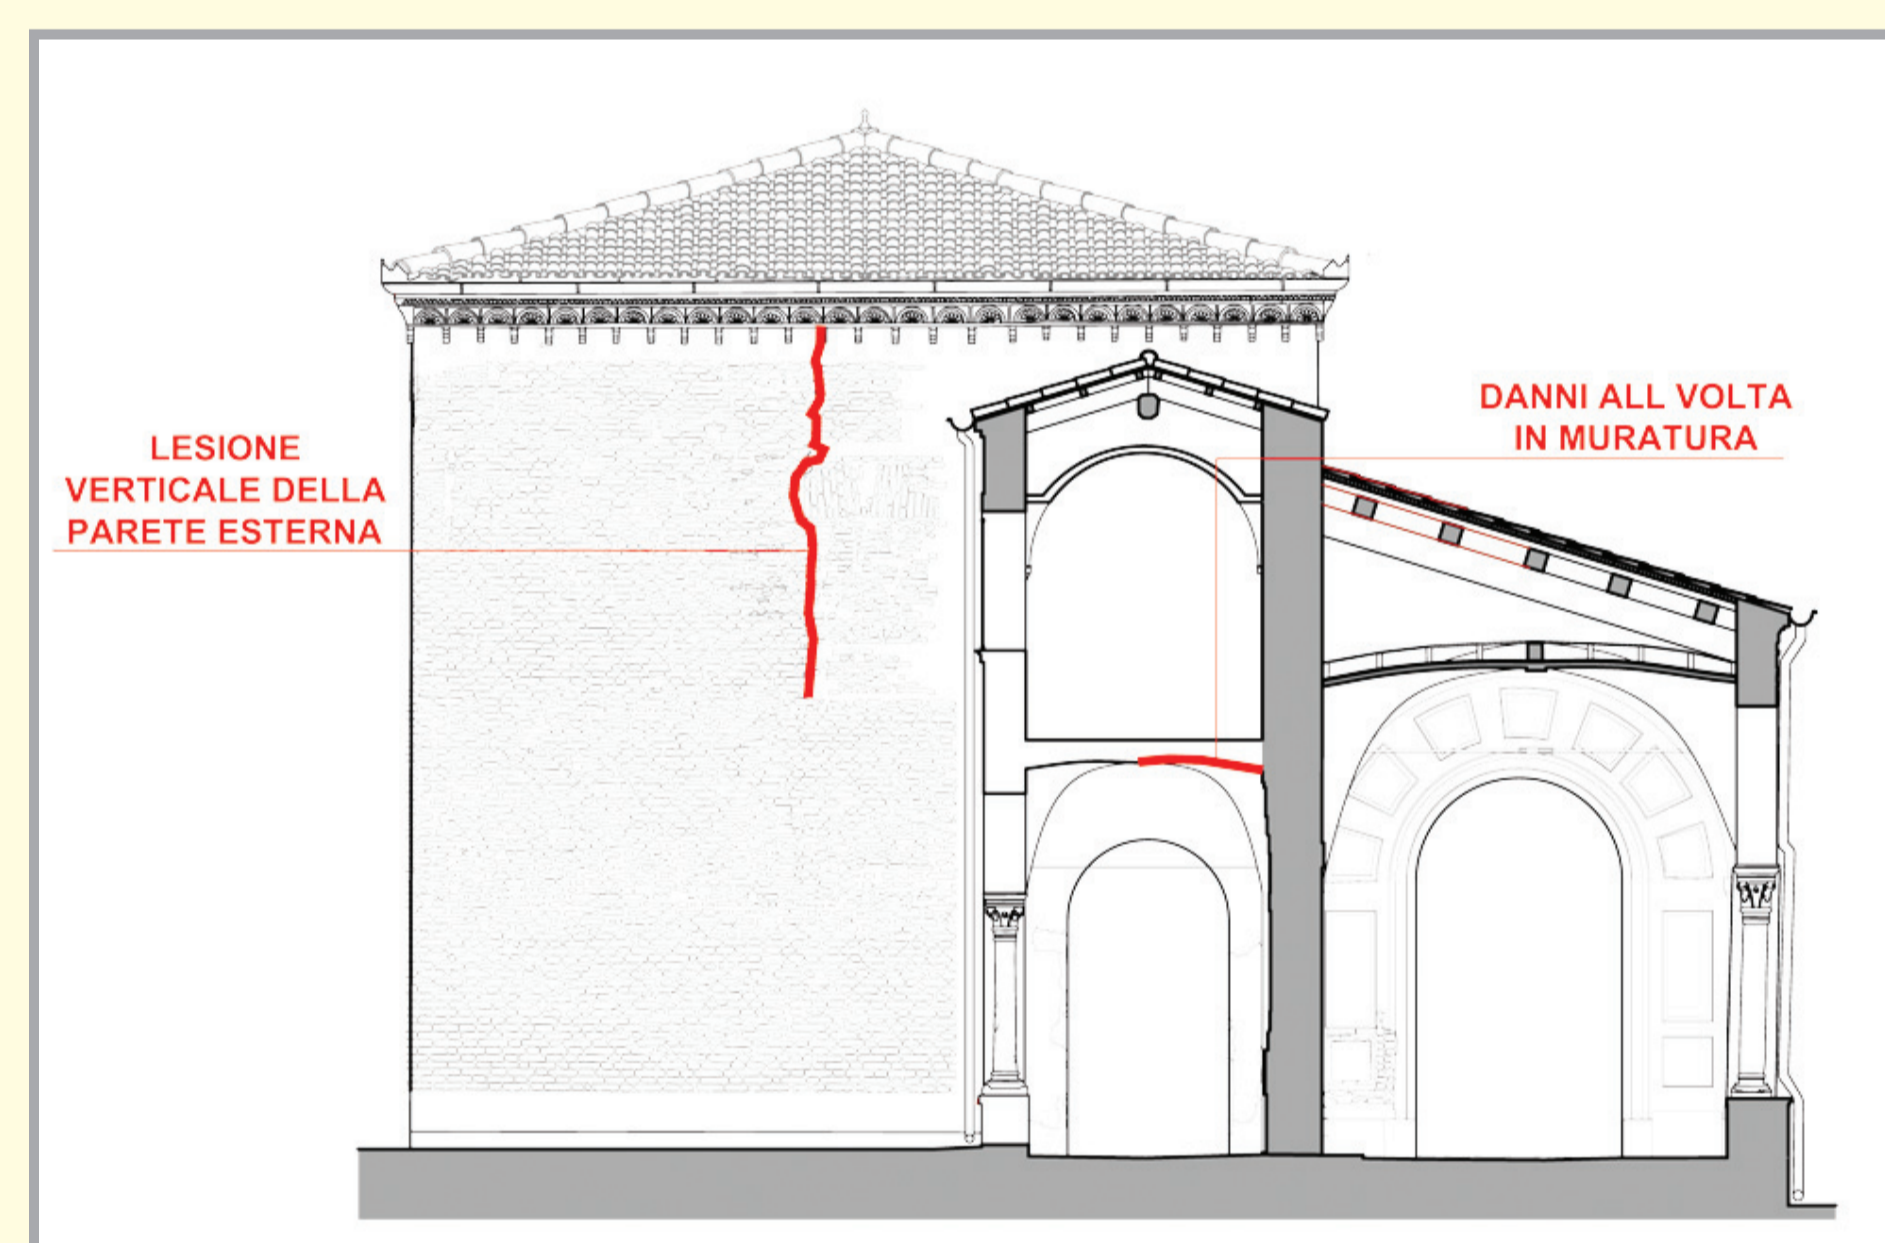 LESIONE
VERTICALE DELLA
PARETE ESTERNA
DANNI ALL VOLTA
IN MURATURA